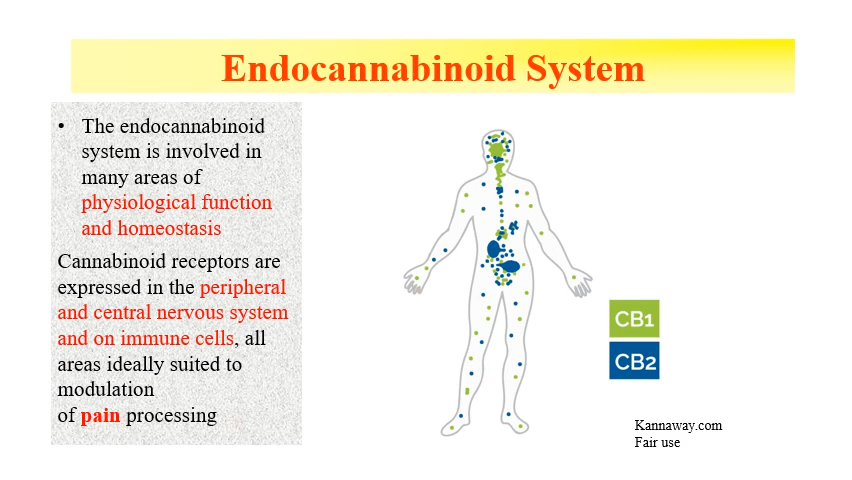 Endocannabinoid System
• The endocannabinoid
system is involved in
many areas of
physiological function
and homeostasis
Cannabinoid receptors are
expressed in the peripheral
and central nervous system
and on immune cells, all
areas ideally suited to
modulation
of pain processing
CB1
CB2
Kannaway.com
Fair use